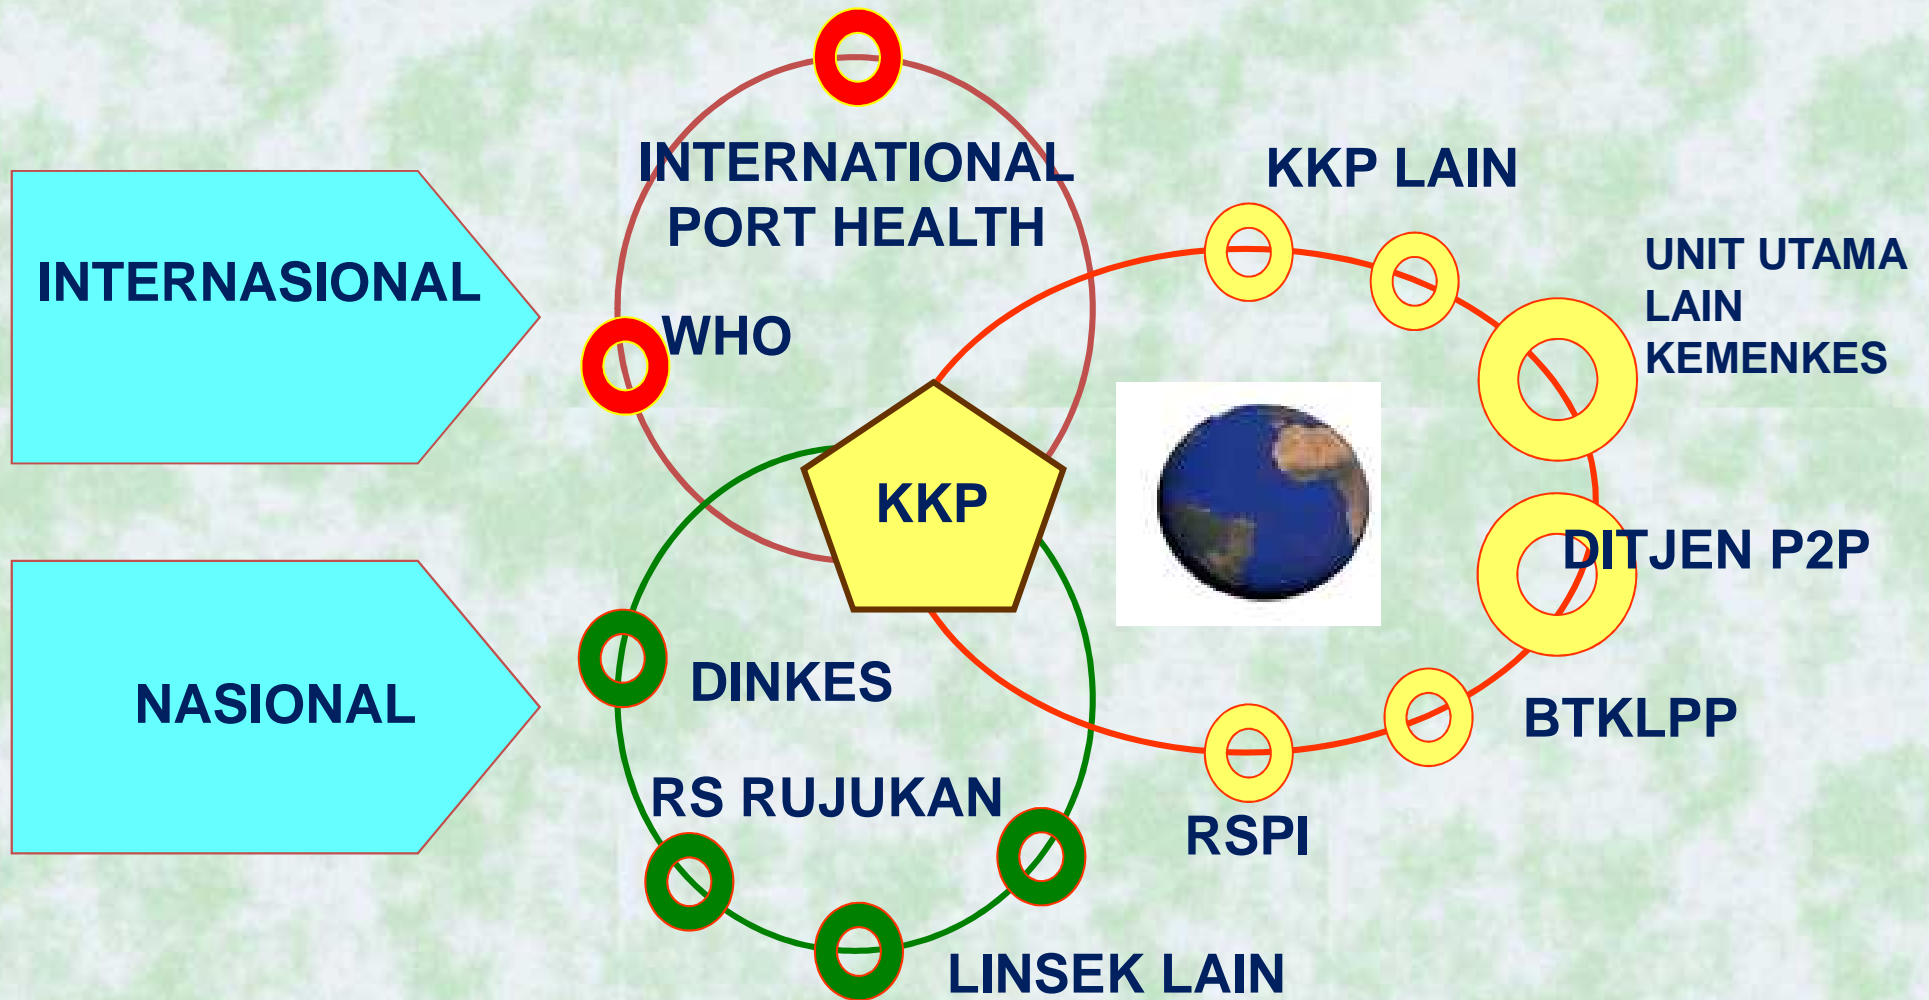 INTERNASIONAL
INTERNATIONAL
PORT HEALTH
WHO
KKP LAIN
UNIT UTAMA
LAIN
KEMENKES
KKP
DITJEN P2P
NASIONAL
DINKES
BTKLPP
RS RUJUKAN
RSPI
LINSEK LAIN